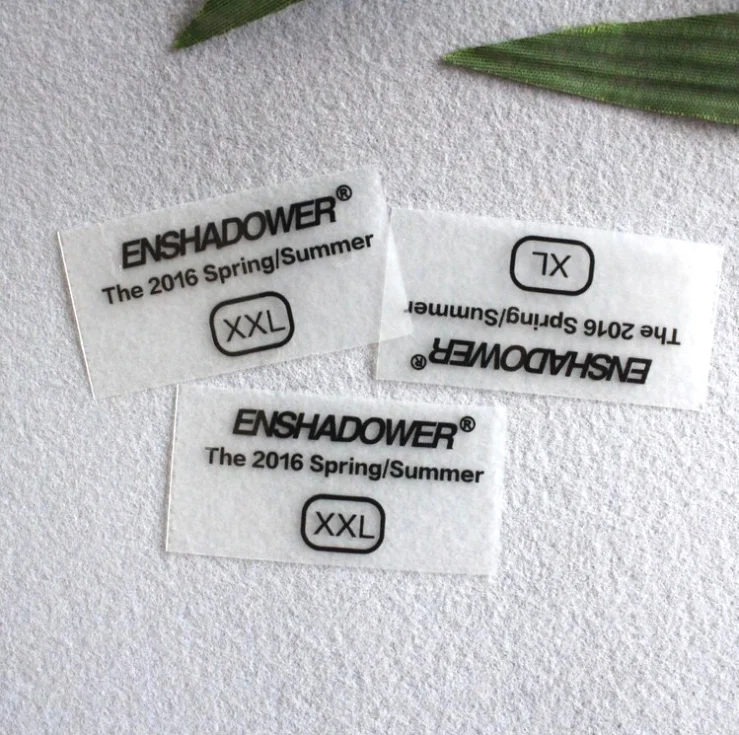 ENSHADOWER®
The 2016 Spring/Summer
XXL
XL
The 2016 Spring/Summer
ENSHADOWER®
ENSHADOWER®
The 2016 Spring/Summer
XXL